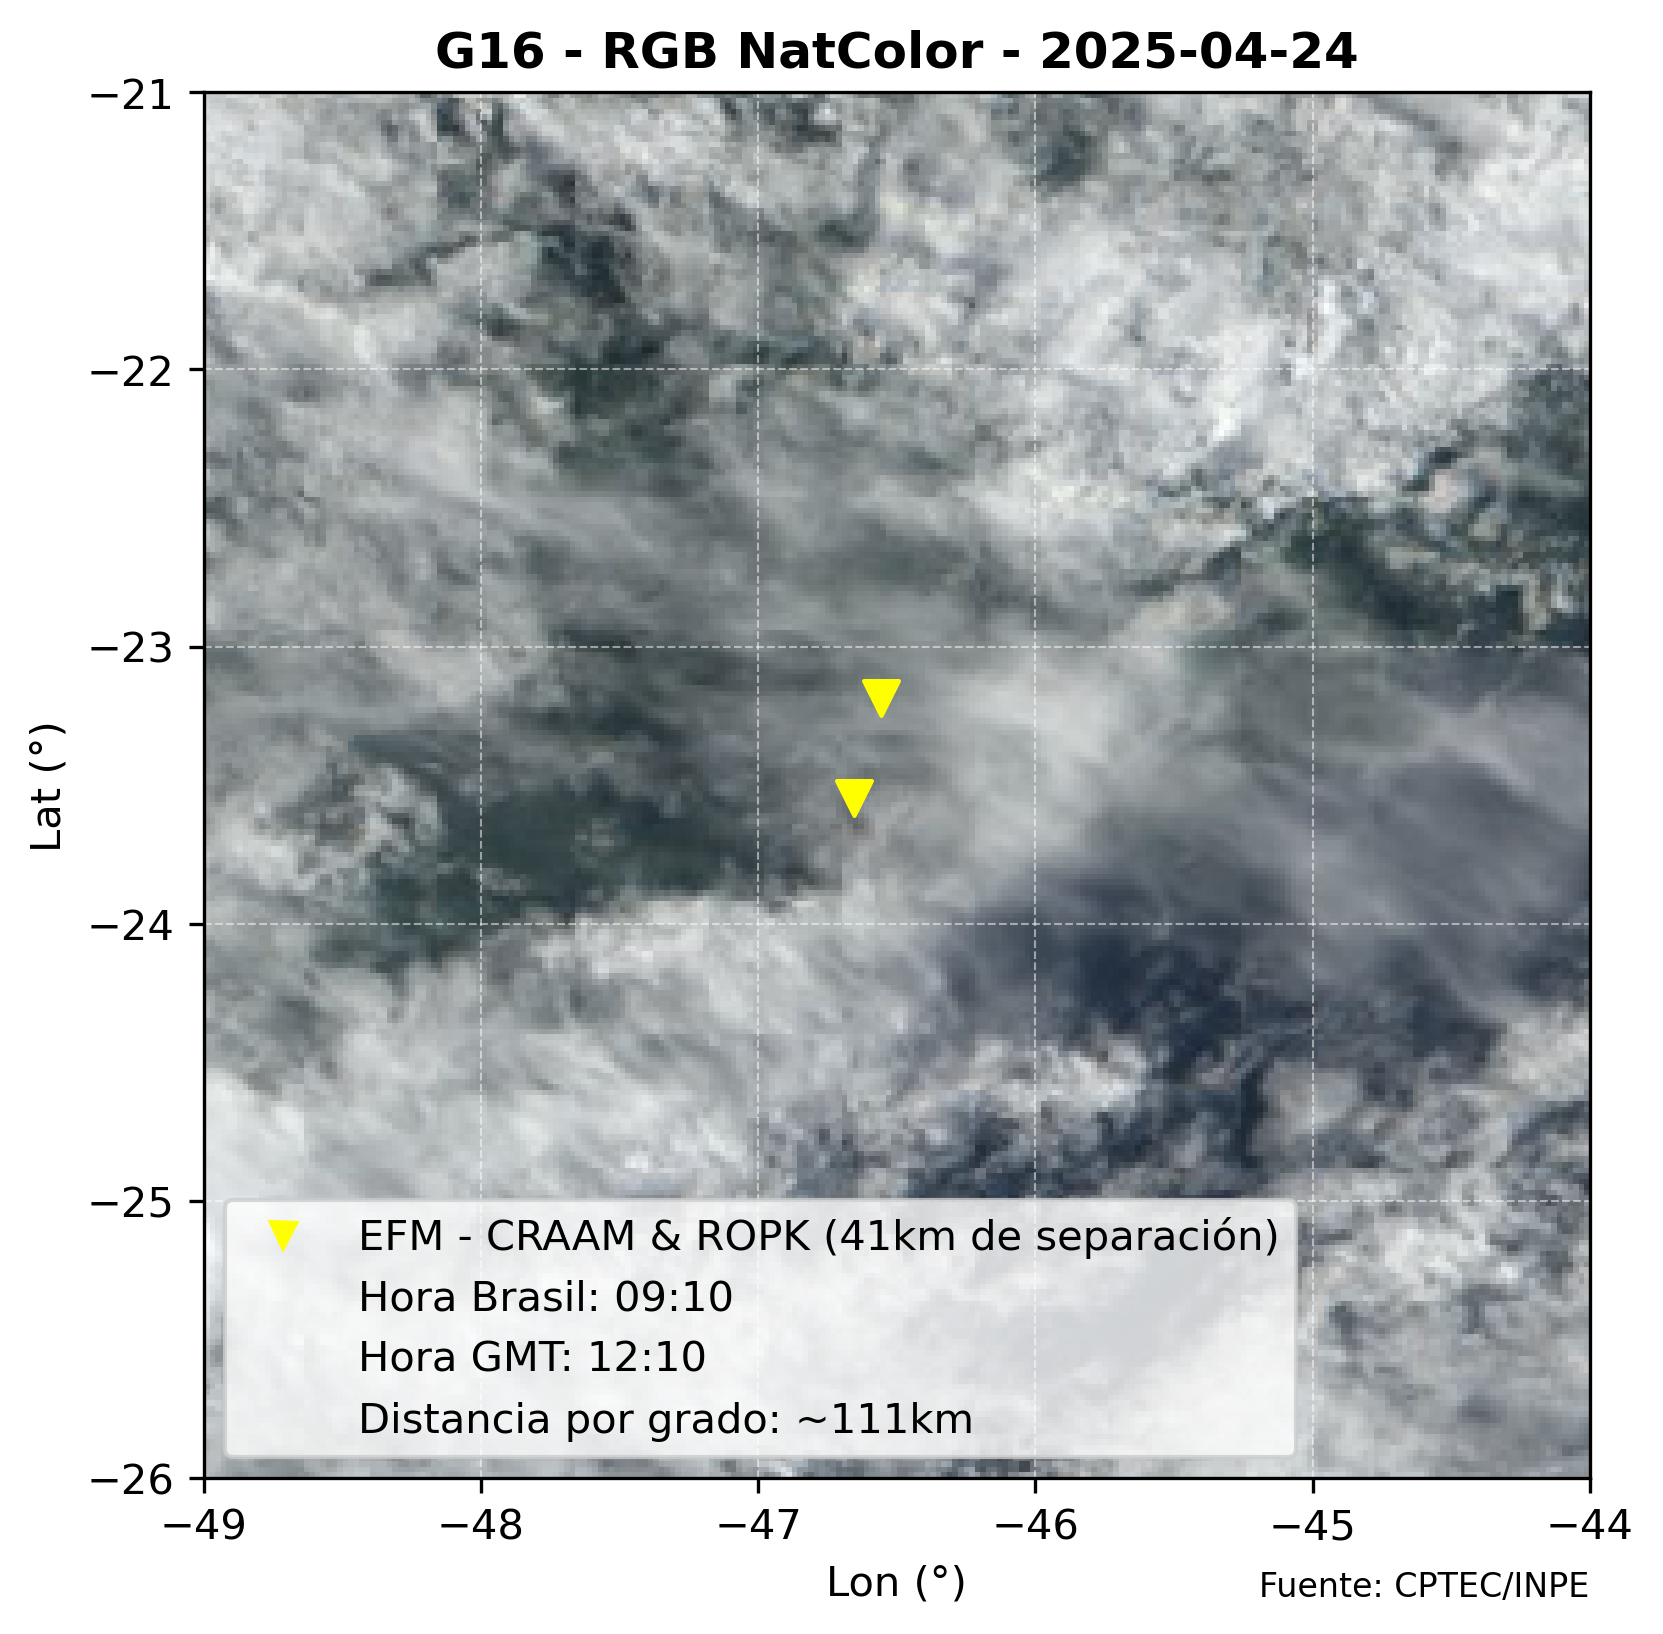 G16 - RGB NatColor - 2025-04-24
−21
−22
−23
−24
−25
−26
Lat (°)
EFM - CRAAM & ROPK (41km de separación)
Hora Brasil: 09:10
Hora GMT: 12:10
Distancia por grado: ~111km
−49 −48 −47 −46 −45 −44
Lon (°)
Fuente: CPTEC/INPE